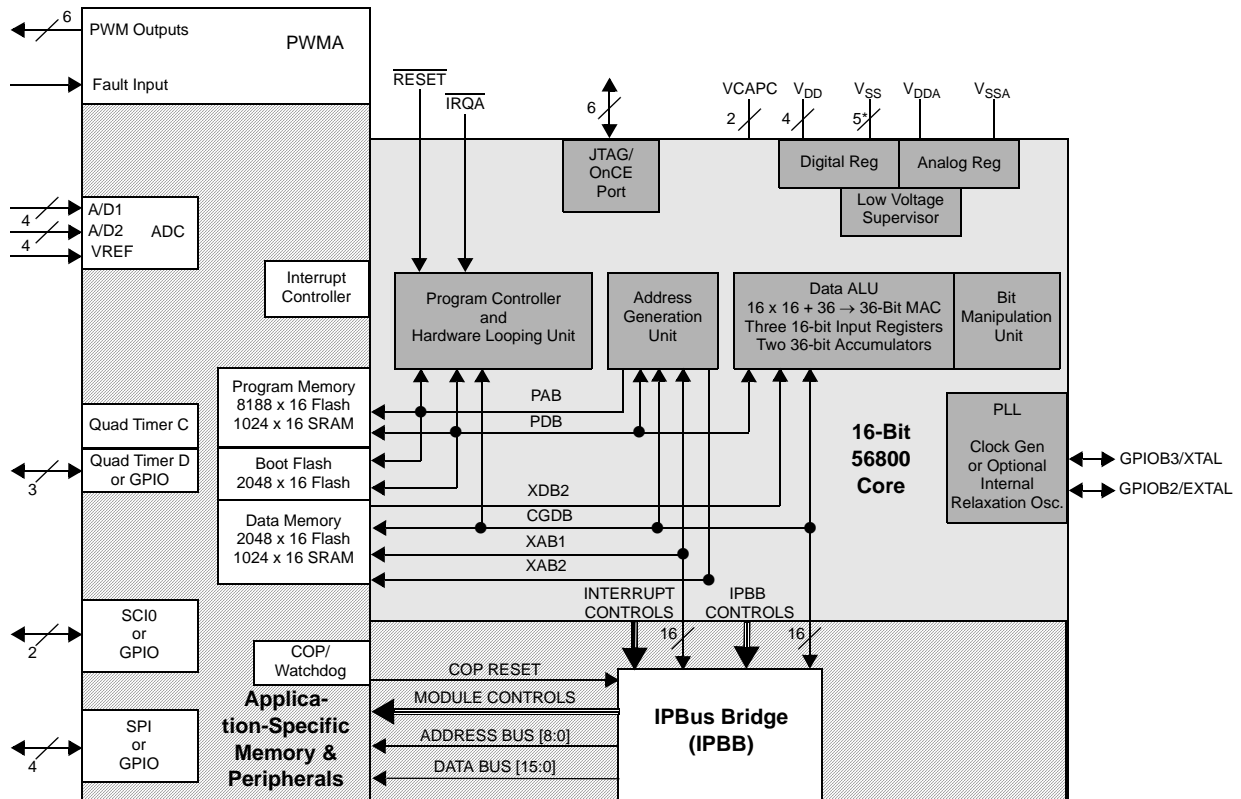 6
PWM Outputs
PWMA
Fault Input
RESET
IRQA
6
JTAG/
OnCE
Port
VCAPC
2
VDD
4
VSS
5*
VDDA
VSSA
Digital Reg
Analog Reg
Low Voltage
Supervisor
A/D1
4
A/D2
ADC
4
VREF
Interrupt
Controller
Program Controller
and
Hardware Looping Unit
Address
Generation
Unit
Data ALU
16 x 16 + 36 → 36-Bit MAC
Three 16-bit Input Registers
Two 36-bit Accumulators
Bit
Manipulation
Unit
Program Memory
8188 x 16 Flash
1024 x 16 SRAM
PAB
PDB
Quad Timer C
Quad Timer D
or GPIO
3
Boot Flash
2048 x 16 Flash
XDB2
CGDB
XAB1
XAB2
Data Memory
2048 x 16 Flash
1024 x 16 SRAM
16-Bit
56800
Core
PLL
Clock Gen
or Optional
Internal
Relaxation Osc.
GPIOB3/XTAL
GPIOB2/EXTAL
INTERRUPT
CONTROLS
16
IPBB
CONTROLS
16
SCI0
or
GPIO
2
COP/
Watchdog
COP RESET
MODULE CONTROLS
ADDRESS BUS [8:0]
DATA BUS [15:0]
Applica-
tion-Specific
Memory &
Peripherals
SPI
or
GPIO
4
IPBus Bridge
(IPBB)